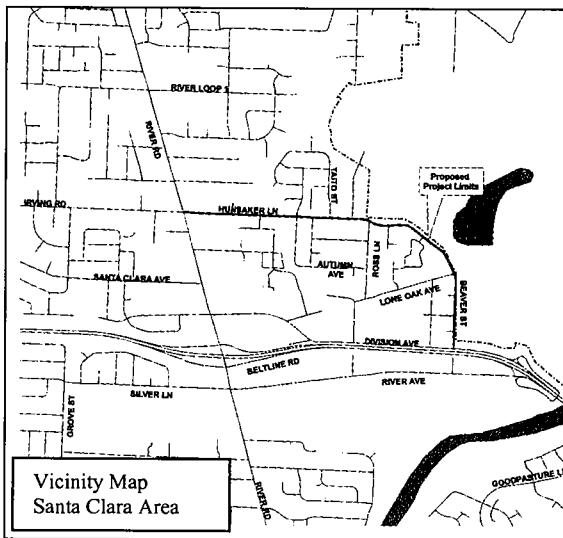 RIVER LOOP 1
RIVER RD
TAITO ST
Proposed
Project Limits
IRVING RD
HUNSAKER LN
AUTUMN
AVE
ROSS LN
SANTA CLARA AVE
LONE OAK AVE
BEAVER ST
DIVISION AVE
BELTLINE RD
SILVER LN
RIVER AVE
GROVE ST
Vicinity Map
Santa Clara Area
RIVER RD
GOODPASTURE